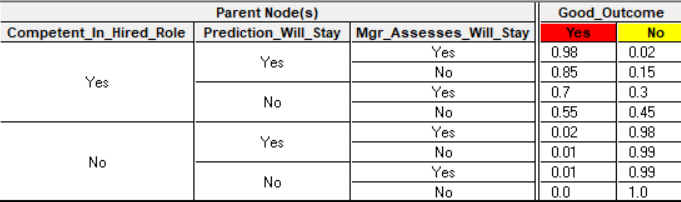 Parent Node(s) Good_Outcome
Competent_In_Hired_Role Prediction_Will_Stay Mgr_Assesses_Will_Stay Yes No
Yes Yes Yes 0.98 0.02
No 0.85 0.15
No Yes 0.7 0.3
No 0.55 0.45
No Yes Yes 0.02 0.98
No 0.01 0.99
No Yes 0.01 0.99
No 0.0 1.0